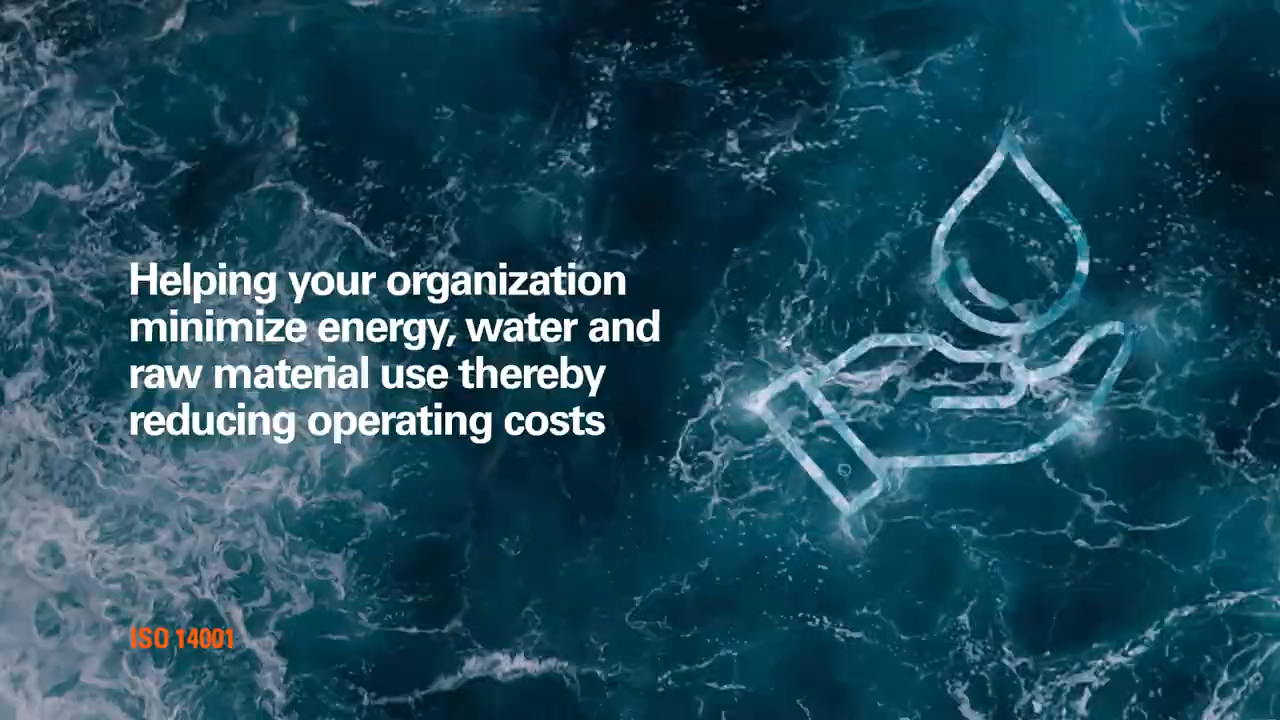 Helping your organization
minimize energy, water and
raw material use thereby
reducing operating costs
ISO 14001